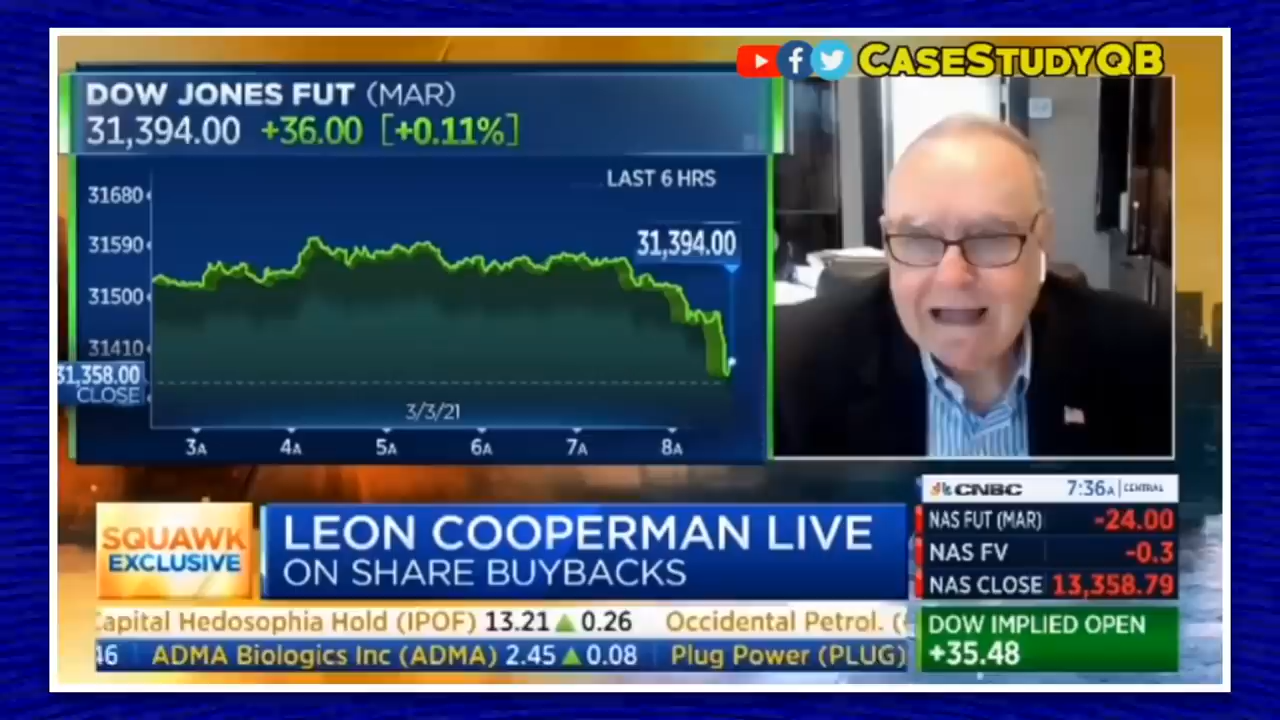 CASESTUDYQB
DOW JONES FUT (MAR)
31,394.00 +36.00 [+0.11%]
LAST 6 HRS
31680
31590
31,394.00
31500
31410
31,358.00
CLOSE
3/3/21
3A 4A 5A 6A 7A 8A
CNBC 7:36A CENTRAL
SQUAWK
EXCLUSIVE
LEON COOPERMAN LIVE
ON SHARE BUYBACKS
NAS FUT (MAR) -24.00
NAS FV -0.3
NAS CLOSE 13,358.79
Capital Hedosophia Hold (IPOF) 13.21 ▲ 0.26 Occidental Petrol. (
46 ADMA Biologics Inc (ADMA) 2.45 ▲ 0.08 Plug Power (PLUG)
DOW IMPLIED OPEN
+35.48